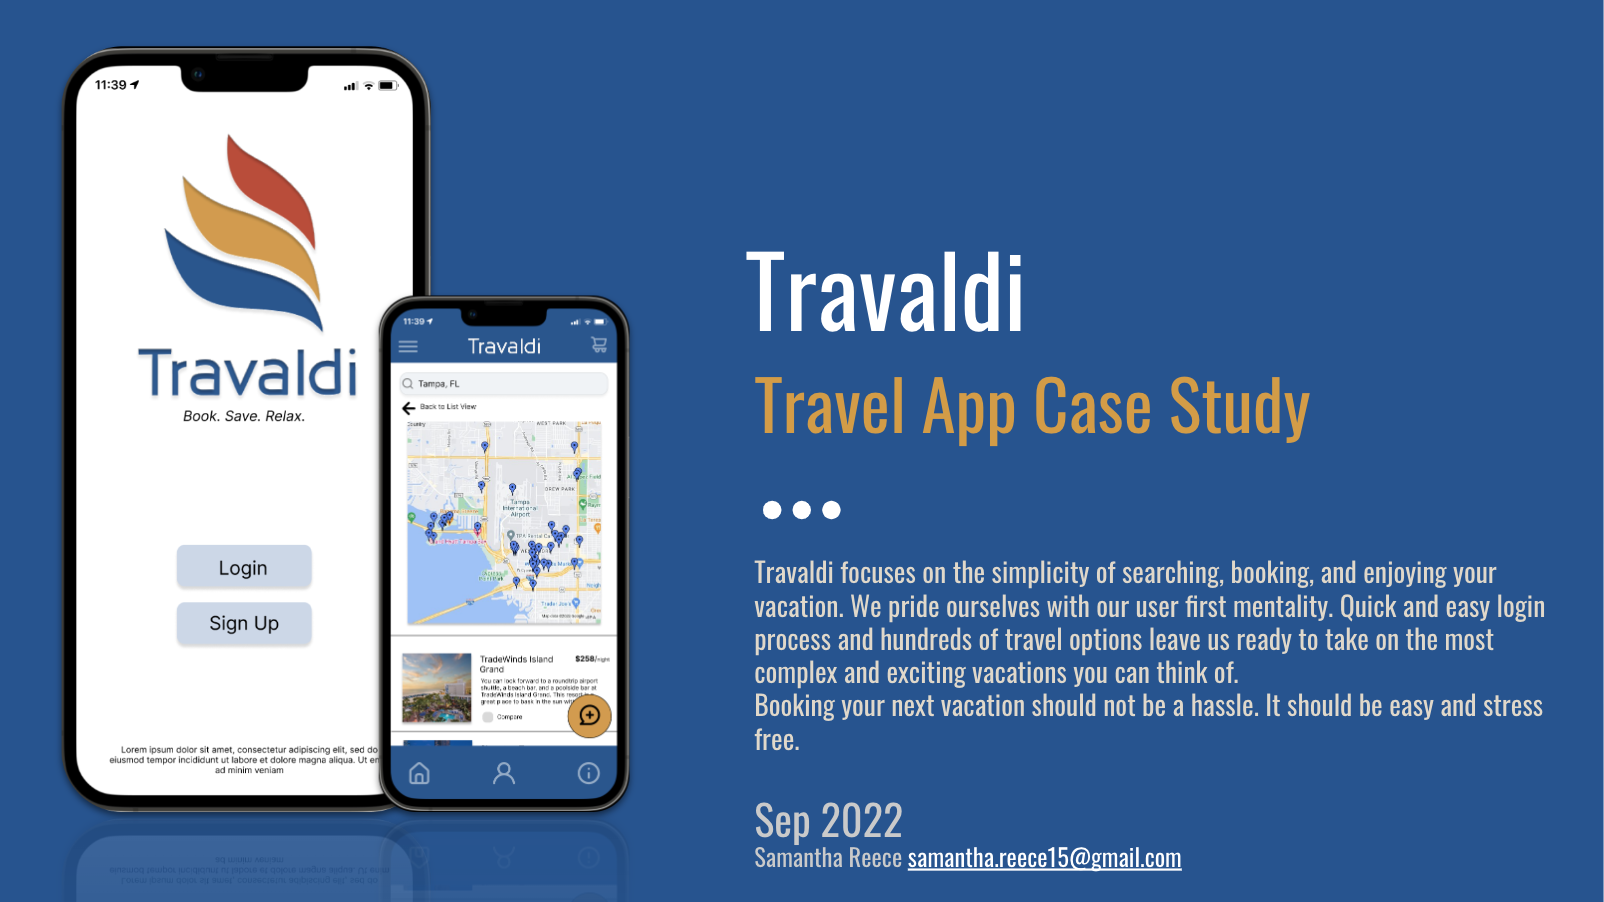 11:39
Travaldi
Book. Save. Relax.
Login
Sign Up
Lorem ipsum dolor sit amet, consectetur adipiscing elit, sed do
eiusmod tempor incididunt ut labore et dolore magna aliqua. Ut en
ad minim veniam
11:39
Travaldi
Tampa, FL
Back to List View
Country
WEST PARK
DREW PARK
Tampa
International
Airport
TPA Rental Ca
TradeWinds Island
Grand
$258/night
You can look forward to a roundtrip airport
shuttle, a beach bar, and a poolside bar at
TradeWinds Island Grand. This resort is a
great place to bask in the sun wit
Compare
Travaldi
Travel App Case Study
Travaldi focuses on the simplicity of searching, booking, and enjoying your
vacation. We pride ourselves with our user first mentality. Quick and easy login
process and hundreds of travel options leave us ready to take on the most
complex and exciting vacations you can think of.
Booking your next vacation should not be a hassle. It should be easy and stress
free.
Sep 2022
Samantha Reece samantha.reece15@gmail.com